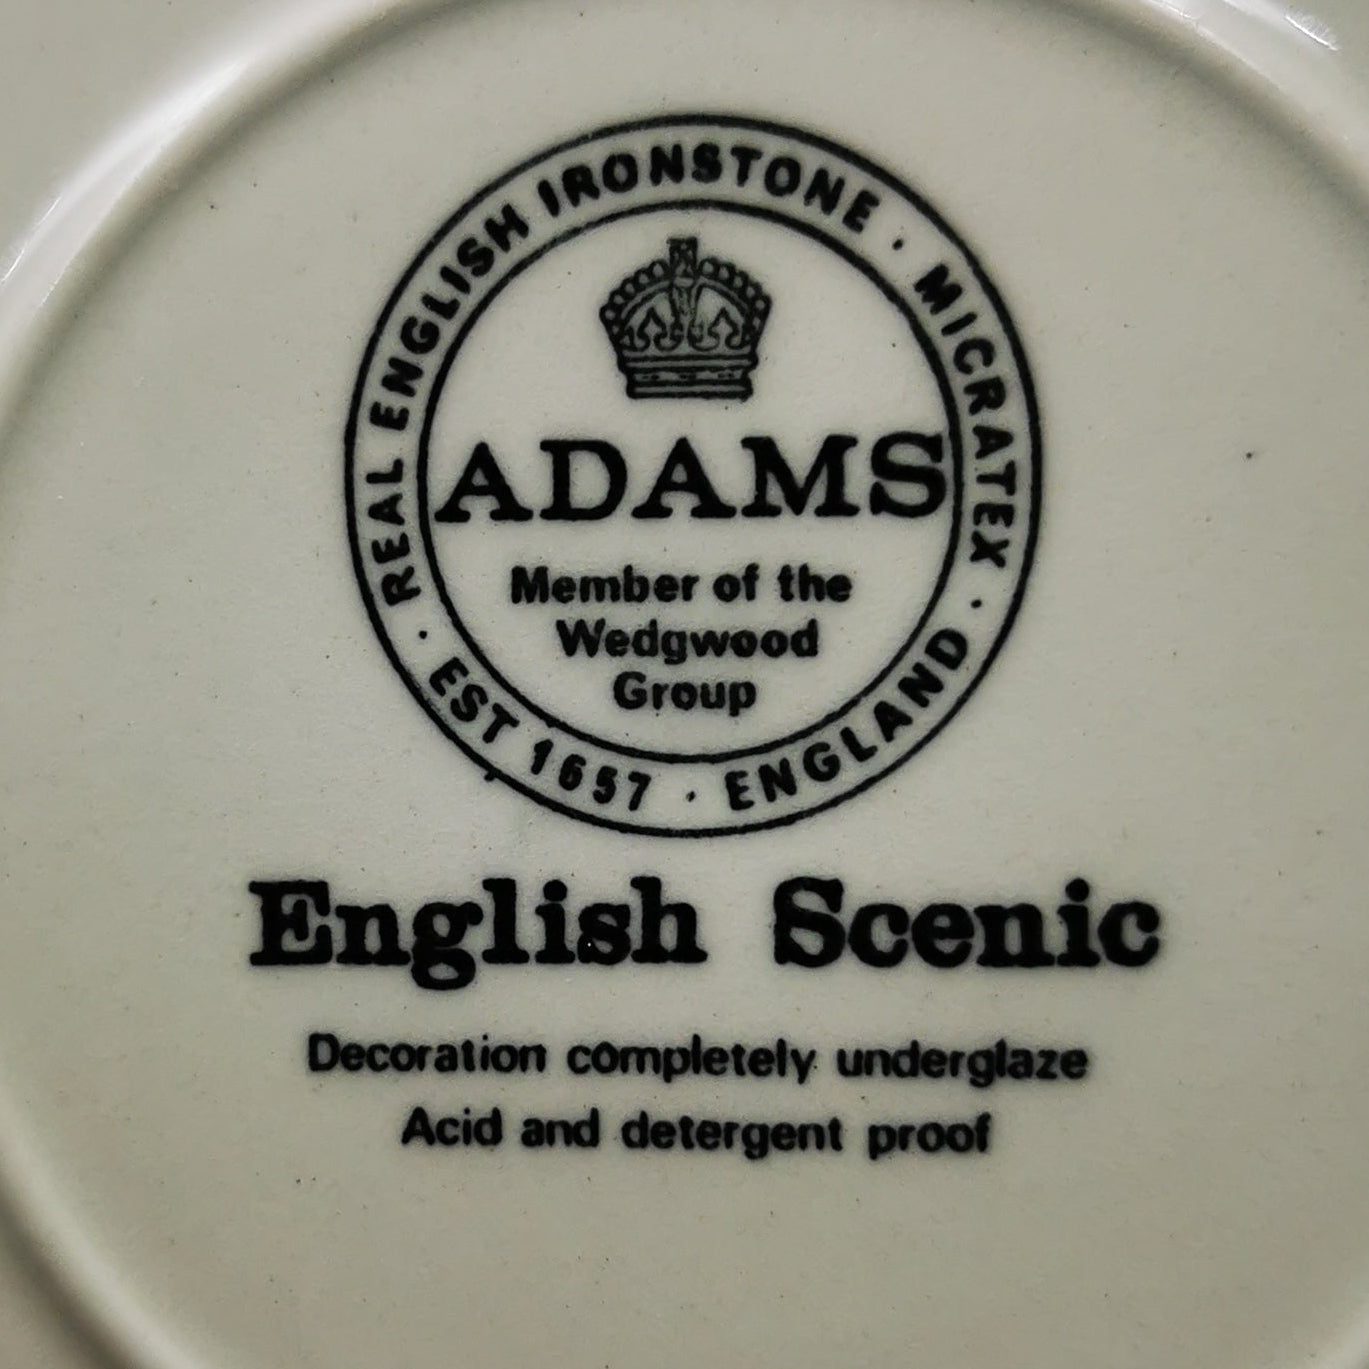 REAL ENGLISH IRONSTONE · MICRATEX ·
EST 1657 · ENGLAND
ADAMS
Member of the
Wedgwood
Group
English Scenic
Decoration completely underglaze
Acid and detergent proof